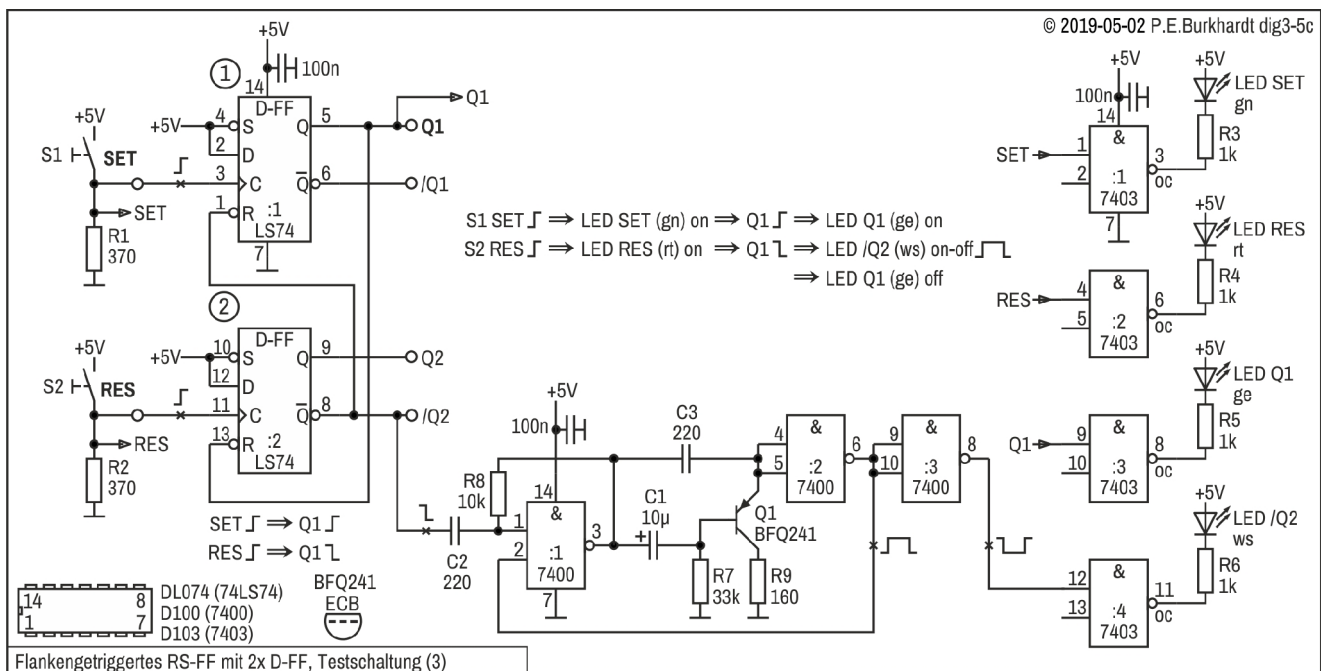 © 2019-05-02 P.E.Burkhardt dig3-5c
+5V
100n
1
14
D-FF
+5V
4
S
Q
5
Q1
Q1
2
D
+5V
S1
SET
3
C
Q
6
/Q1
SET
1
R
:1
LS74
R1
370
7
2
D-FF
+5V
10
S
Q
9
Q2
12
D
+5V
S2
RES
11
C
Q
8
/Q2
RES
13
R
:2
LS74
R2
370
SET ⇒ Q1
RES ⇒ Q1
S1 SET ⇒ LED SET (gn) on ⇒ Q1 ⇒ LED Q1 (ge) on
S2 RES ⇒ LED RES (rt) on ⇒ Q1 ⇒ LED /Q2 (ws) on-off
⇒ LED Q1 (ge) off
+5V
100n
C2
220
R8
10k
14
&
1
2
3
:1
7400
7
C1
10µ
+
C3
220
Q1
BFQ241
R7
33k
R9
160
4
5
&
6
:2
7400
9
10
&
8
:3
7400
+5V
100n
14
SET
1
2
&
3
OC
:1
7403
7
+5V
LED SET
gn
R3
1k
RES
4
5
&
6
OC
:2
7403
+5V
LED RES
rt
R4
1k
Q1
9
10
&
8
OC
:3
7403
+5V
LED Q1
ge
R5
1k
12
13
&
11
OC
:4
7403
+5V
LED /Q2
ws
R6
1k
14
8
1
7
DL074 (74LS74)
D100 (7400)
D103 (7403)
BFQ241
ECB
Flankengetriggertes RS-FF mit 2x D-FF, Testschaltung (3)